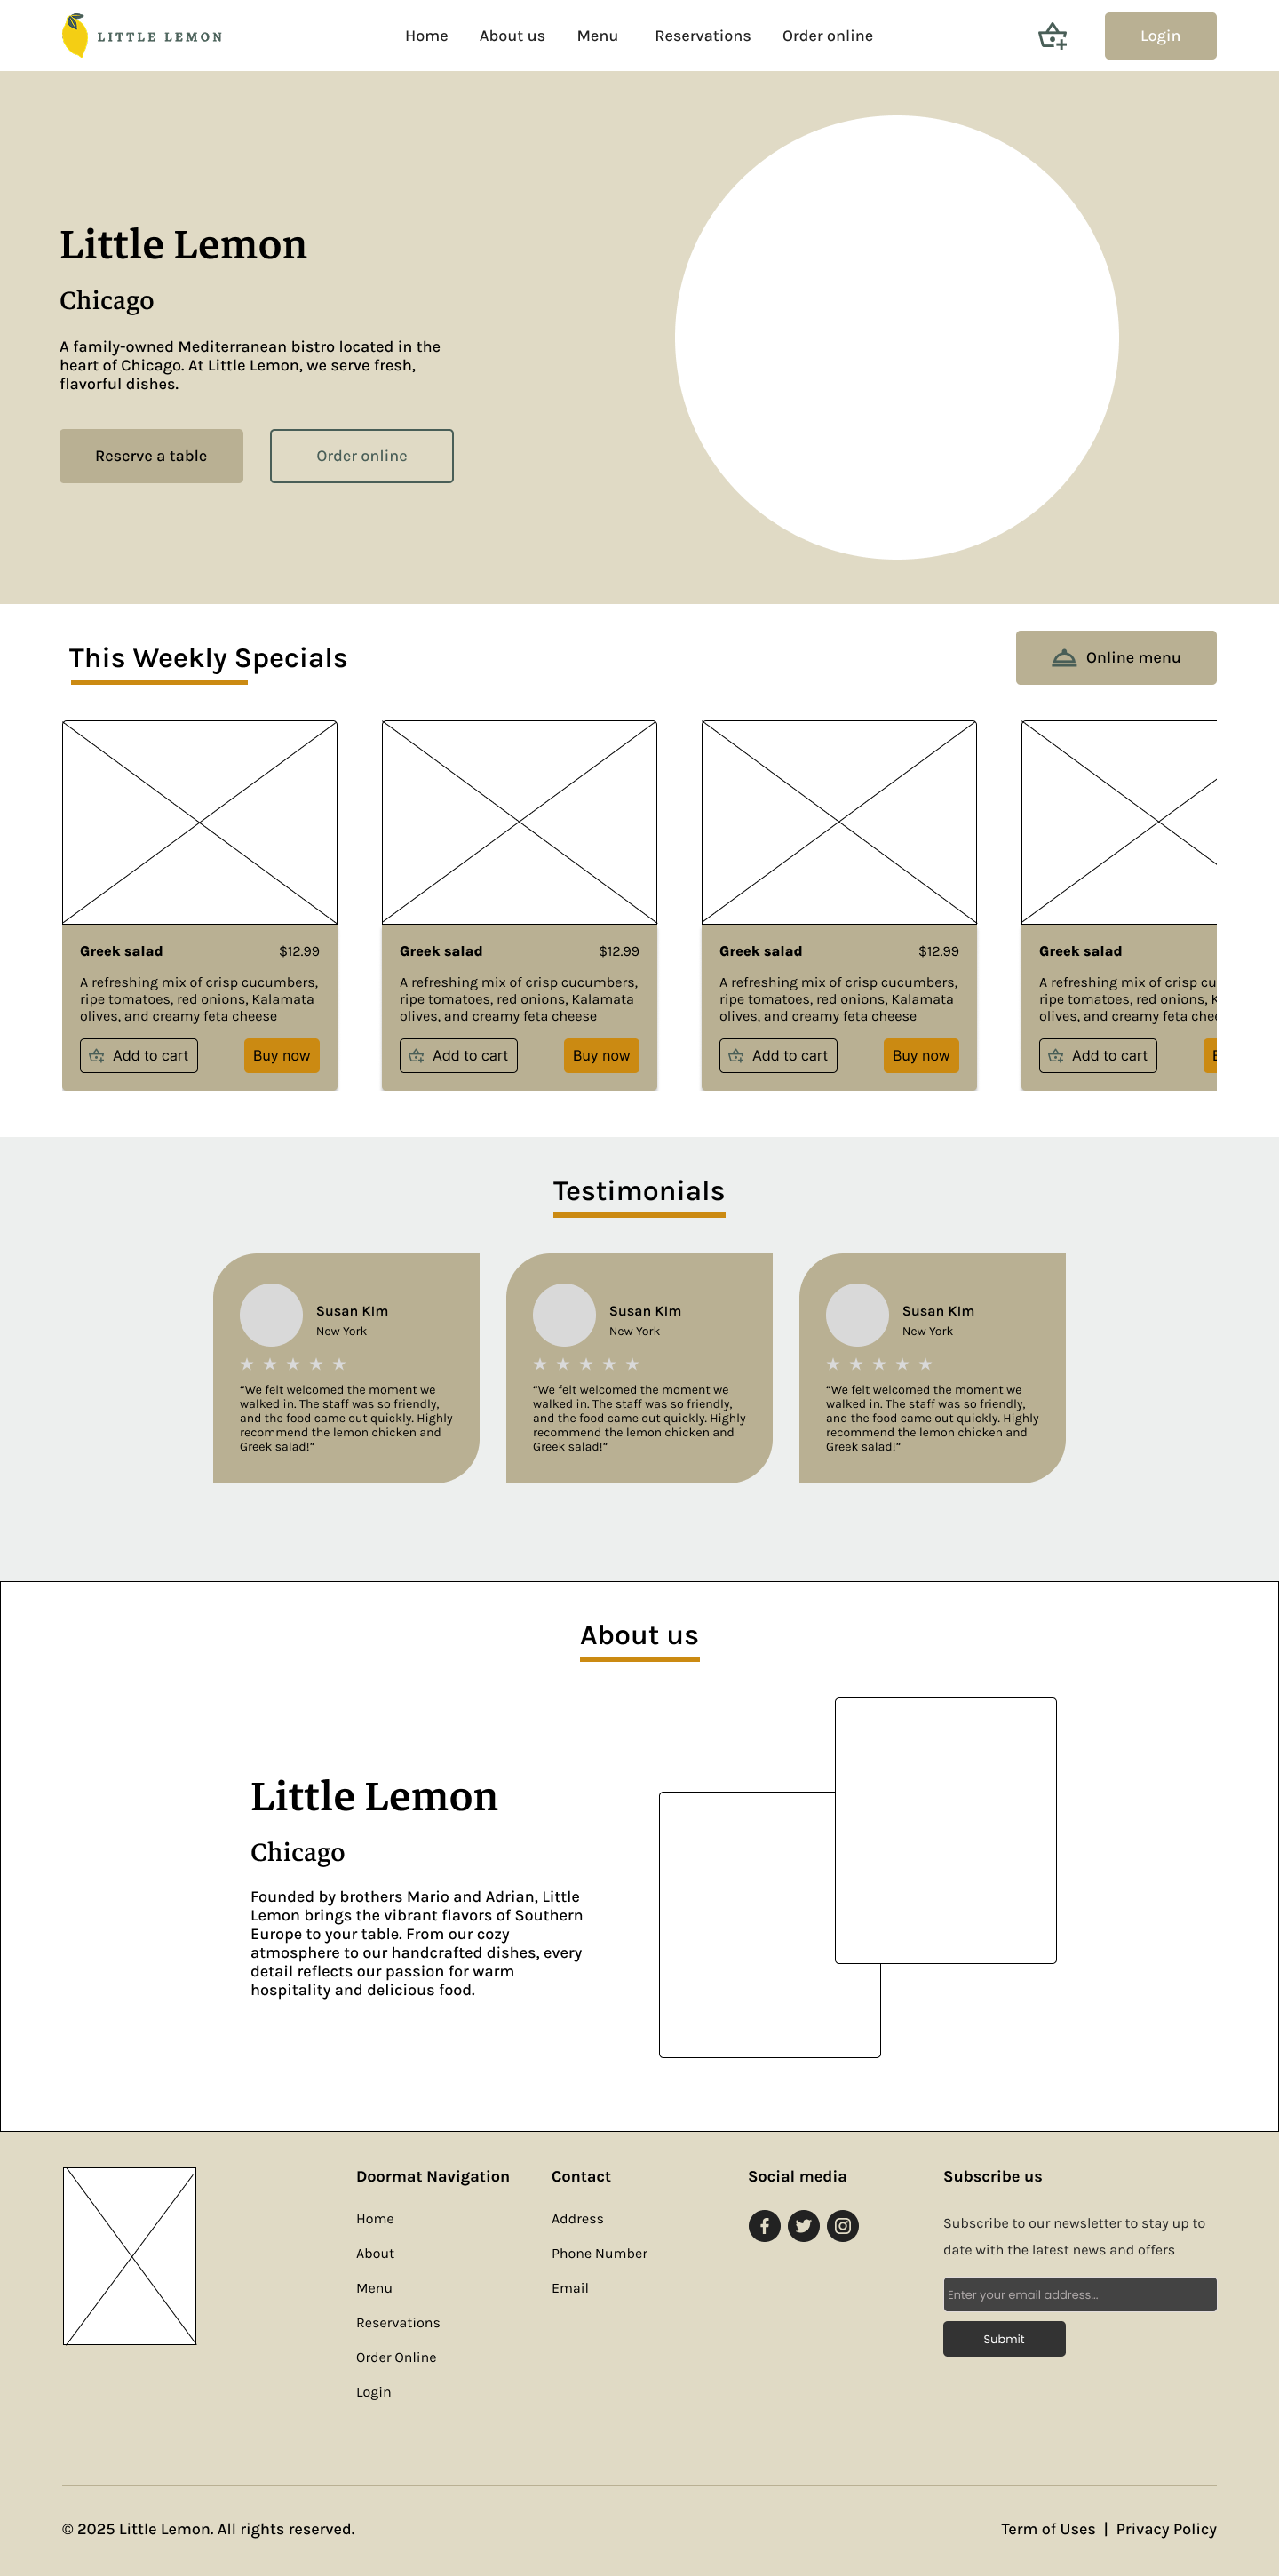 LITTLE LEMON
Home About us Menu Reservations Order online
Login
Little Lemon
Chicago
A family-owned Mediterranean bistro located in the
heart of Chicago. At Little Lemon, we serve fresh,
flavorful dishes.
Reserve a table
Order online
This Weekly Specials
Online menu
Greek salad $12.99
A refreshing mix of crisp cucumbers,
ripe tomatoes, red onions, Kalamata
olives, and creamy feta cheese
Add to cart
Buy now
Greek salad $12.99
A refreshing mix of crisp cucumbers,
ripe tomatoes, red onions, Kalamata
olives, and creamy feta cheese
Add to cart
Buy now
Greek salad $12.99
A refreshing mix of crisp cucumbers,
ripe tomatoes, red onions, Kalamata
olives, and creamy feta cheese
Add to cart
Buy now
Greek salad
A refreshing mix of crisp
ripe tomatoes, red onions,
olives, and creamy feta
Add to cart
Testimonials
Susan KIm
New York
“We felt welcomed the moment we
walked in. The staff was so friendly,
and the food came out quickly. Highly
recommend the lemon chicken and
Greek salad!”
Susan KIm
New York
“We felt welcomed the moment we
walked in. The staff was so friendly,
and the food came out quickly. Highly
recommend the lemon chicken and
Greek salad!”
Susan KIm
New York
“We felt welcomed the moment we
walked in. The staff was so friendly,
and the food came out quickly. Highly
recommend the lemon chicken and
Greek salad!”
About us
Little Lemon
Chicago
Founded by brothers Mario and Adrian, Little
Lemon brings the vibrant flavors of Southern
Europe to your table. From our cozy
atmosphere to our handcrafted dishes, every
detail reflects our passion for warm
hospitality and delicious food.
Doormat Navigation
Home
About
Menu
Reservations
Order Online
Login
Contact
Address
Phone Number
Email
Social media
Subscribe us
Subscribe to our newsletter to stay up to
date with the latest news and offers
Enter your email address...
Submit
© 2025 Little Lemon. All rights reserved.
Term of Uses | Privacy Policy